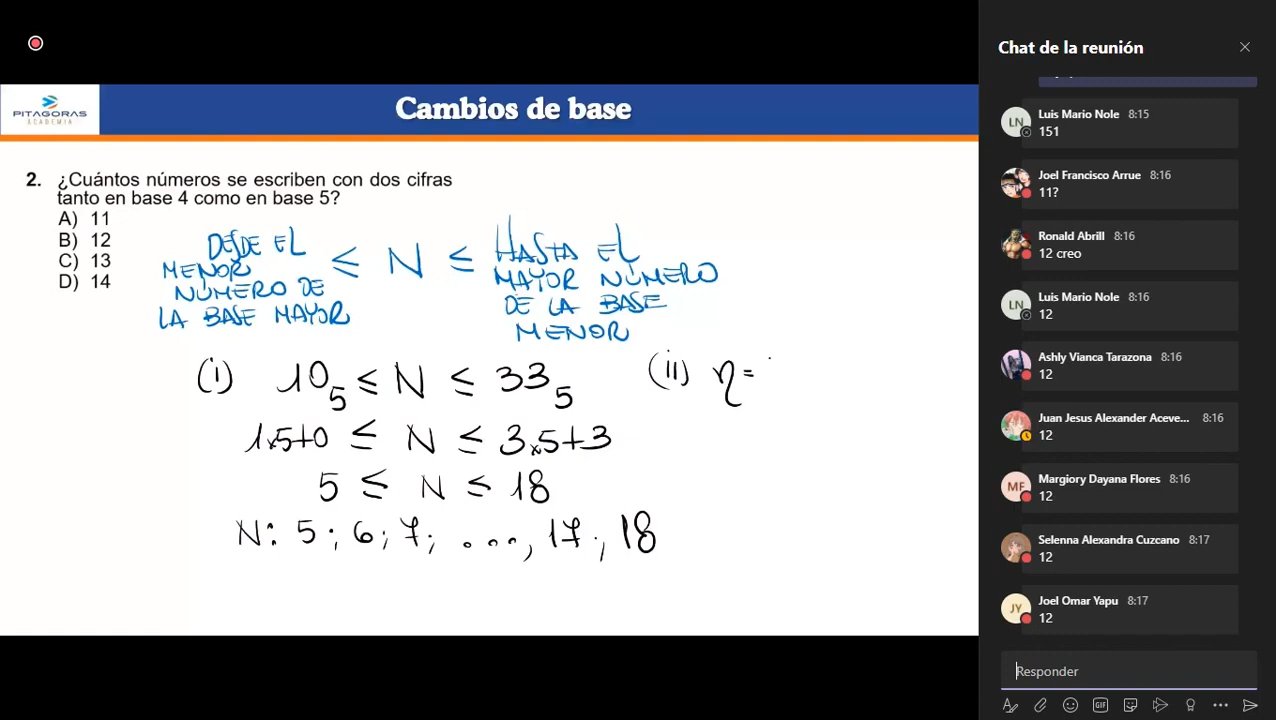 Chat de la reunión
PITAGORAS
ACADEMIA
Cambios de base
2. ¿Cuántos números se escriben con dos cifras
tanto en base 4 como en base 5?
A) 11
B) 12
C) 13
D) 14
DESDE EL
MENOR
NÚMERO DE
LA BASE MAYOR
≤ N ≤
HASTA EL
MAYOR NÚMERO
DE LA BASE
MENOR
(i) 10₅ ≤ N ≤ 33₅
1x5+0 ≤ N ≤ 3x5+3
5 ≤ N ≤ 18
N: 5 ; 6 ; 7 ; ..., 17 ; 18
(ii) η =
LN Luis Mario Nole 8:15
151
Joel Francisco Arrue 8:16
11?
Ronald Abrill 8:16
12 creo
LN Luis Mario Nole 8:16
12
Ashly Vianca Tarazona 8:16
12
Juan Jesus Alexander Aceve... 8:16
12
MF Margiory Dayana Flores 8:16
12
Selenna Alexandra Cuzcano 8:17
12
JY Joel Omar Yapu 8:17
12
Responder
GIF